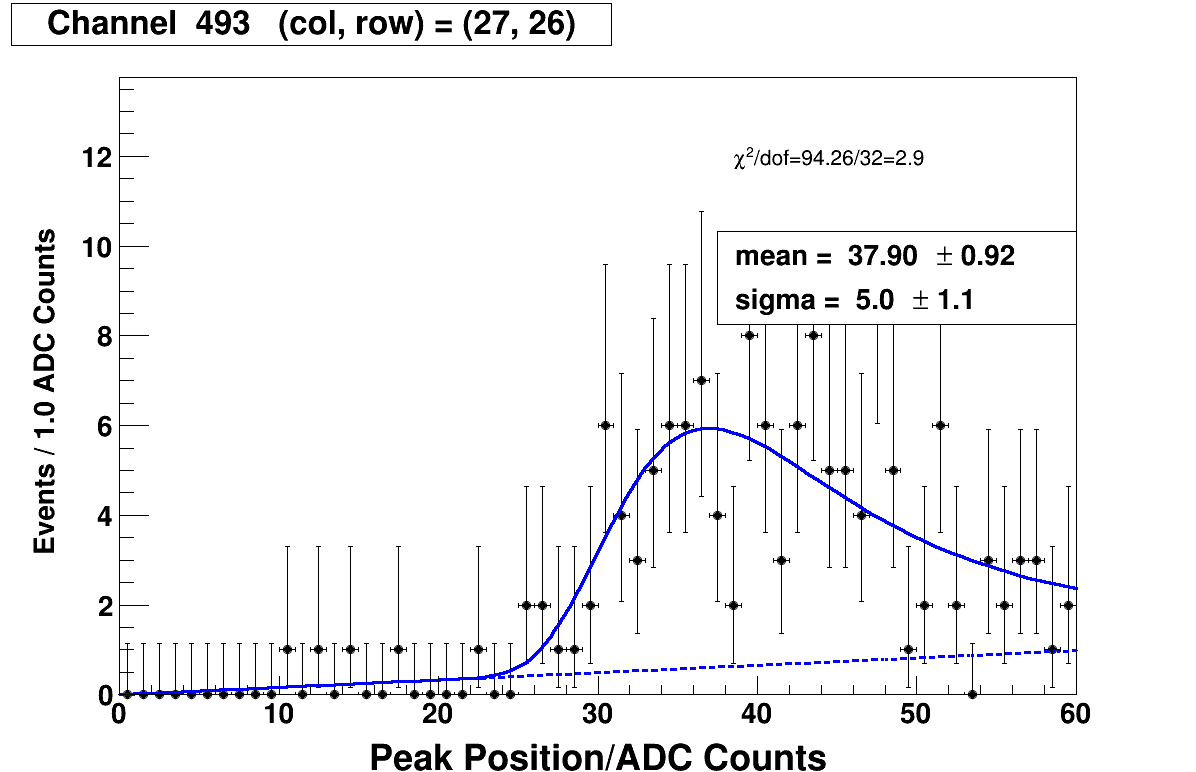 Channel 493 (col, row) = (27, 26)
χ²/dof=94.26/32=2.9
mean = 37.90 ± 0.92
sigma = 5.0 ± 1.1
Events / 1.0 ADC Counts
12
10
8
6
4
2
0
0 10 20 30 40 50 60
Peak Position/ADC Counts